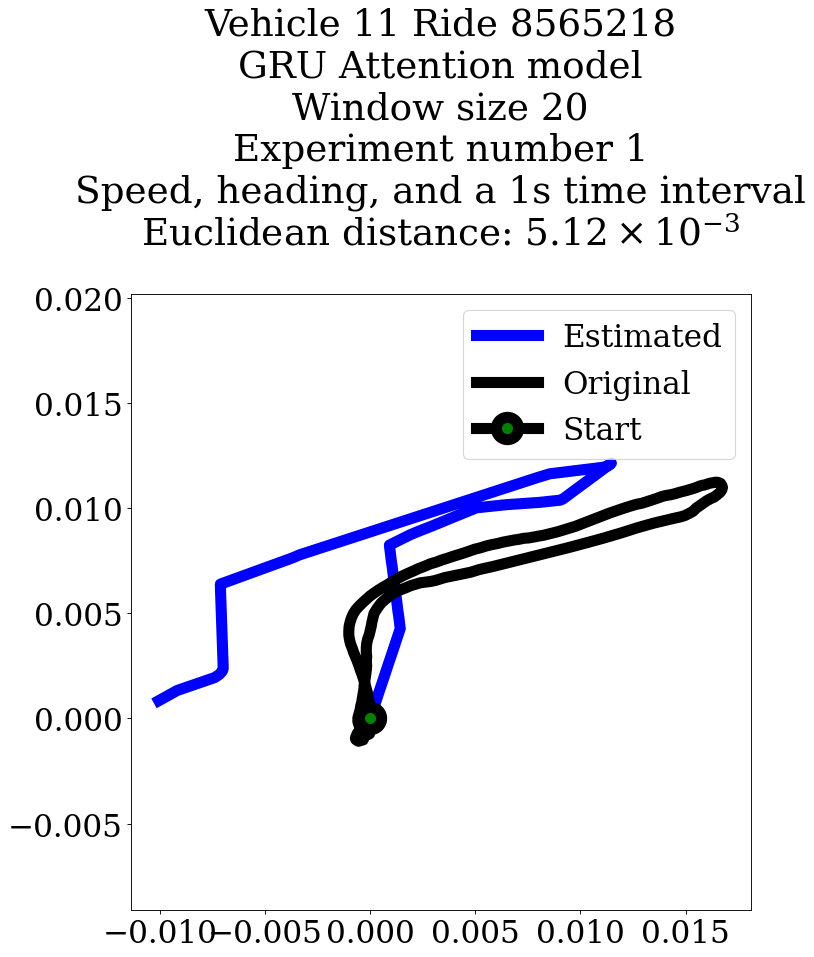 Vehicle 11 Ride 8565218
GRU Attention model
Window size 20
Experiment number 1
Speed, heading, and a 1s time interval
Euclidean distance: 5.12 × 10⁻³
0.020
0.015
0.010
0.005
0.000
−0.005
Estimated
Original
Start
−0.010 −0.005 0.000 0.005 0.010 0.015